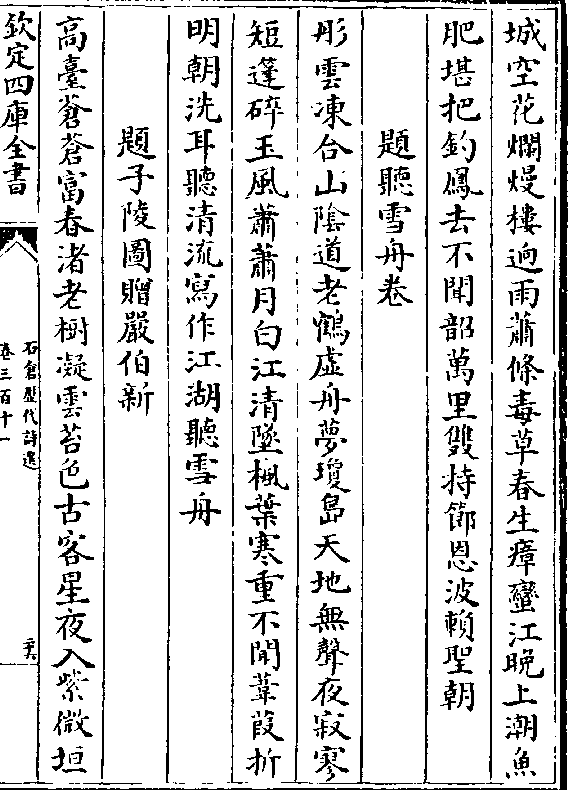 城空花爛熳樓迥雨蕭條毒草春生瘴蠻江晚上潮魚
肥堪把釣鳳去不聞韶萬里雙持節恩波賴聖朝
題聽雪舟卷
彤雲凍合山隂道老鶴虛舟夢瓊島天地無聲夜寂寥
短蓬碎玉風蕭蕭月白江清墜楓葉寒重不聞葦葭折
明朝洗耳聽清流寫作江湖聽雪舟
題子陵圖贈嚴伯新
高臺蒼蒼富春渚老樹凝雲苔色古客星夜入紫微垣
欽定四庫全書
石倉歷代詩選
卷三百十一